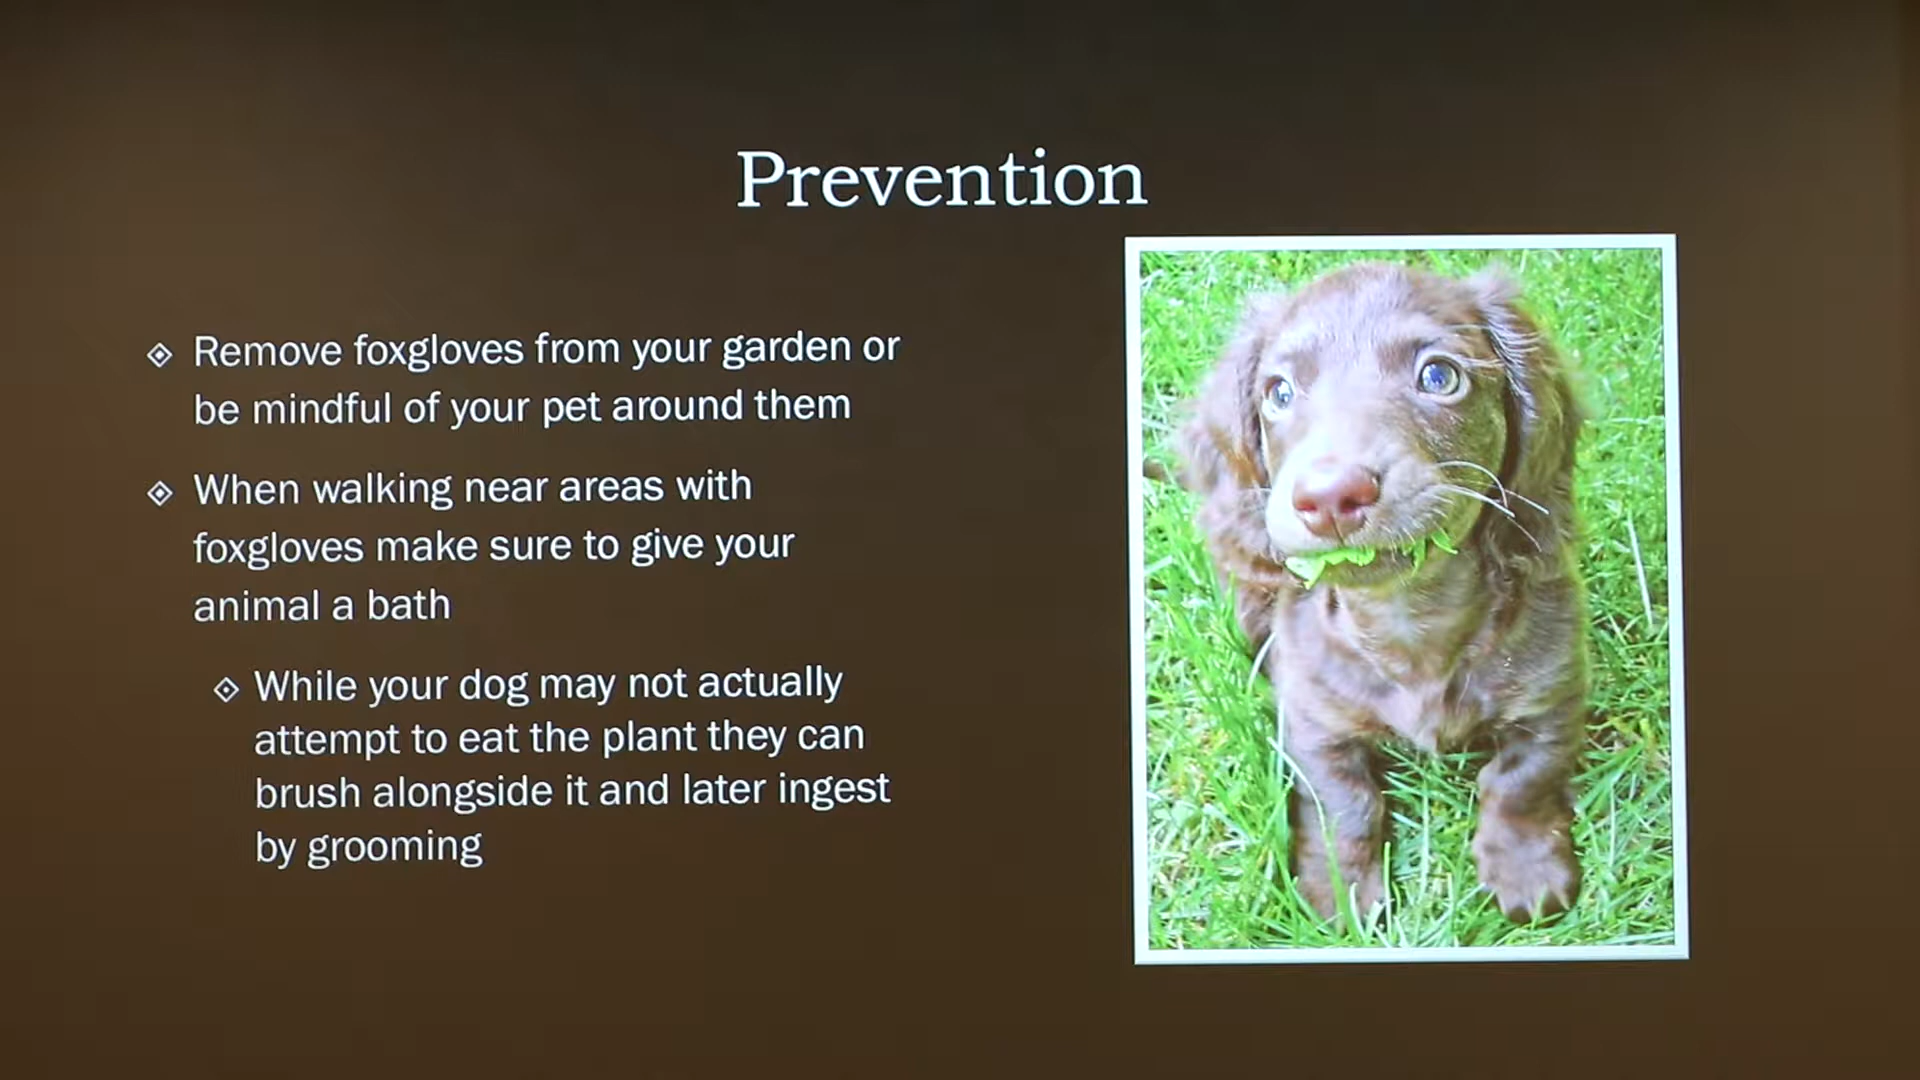 Prevention
Remove foxgloves from your garden or
be mindful of your pet around them
When walking near areas with
foxgloves make sure to give your
animal a bath
While your dog may not actually
attempt to eat the plant they can
brush alongside it and later ingest
by grooming